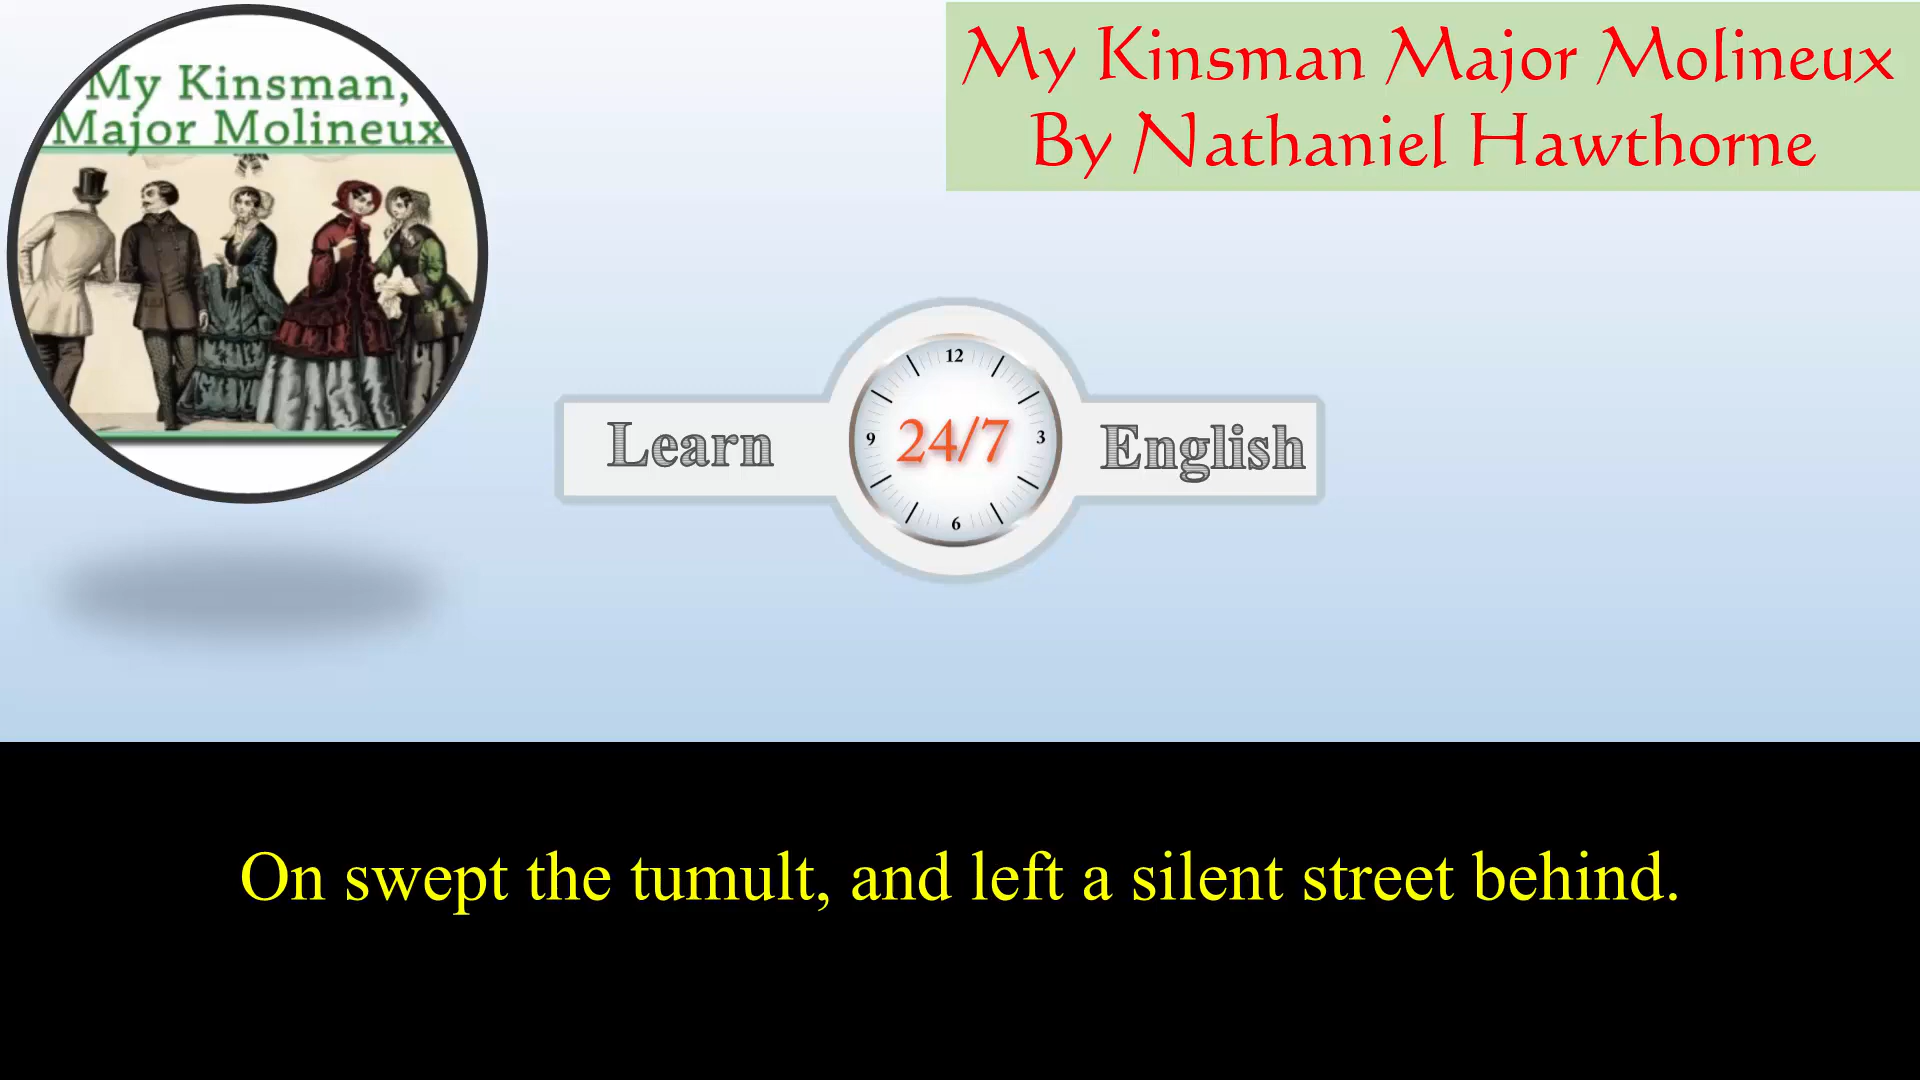 My Kinsman,
Major Molineux
My Kinsman Major Molineux
By Nathaniel Hawthorne
12
9
24/7
3
6
Learn
English
On swept the tumult, and left a silent street behind.